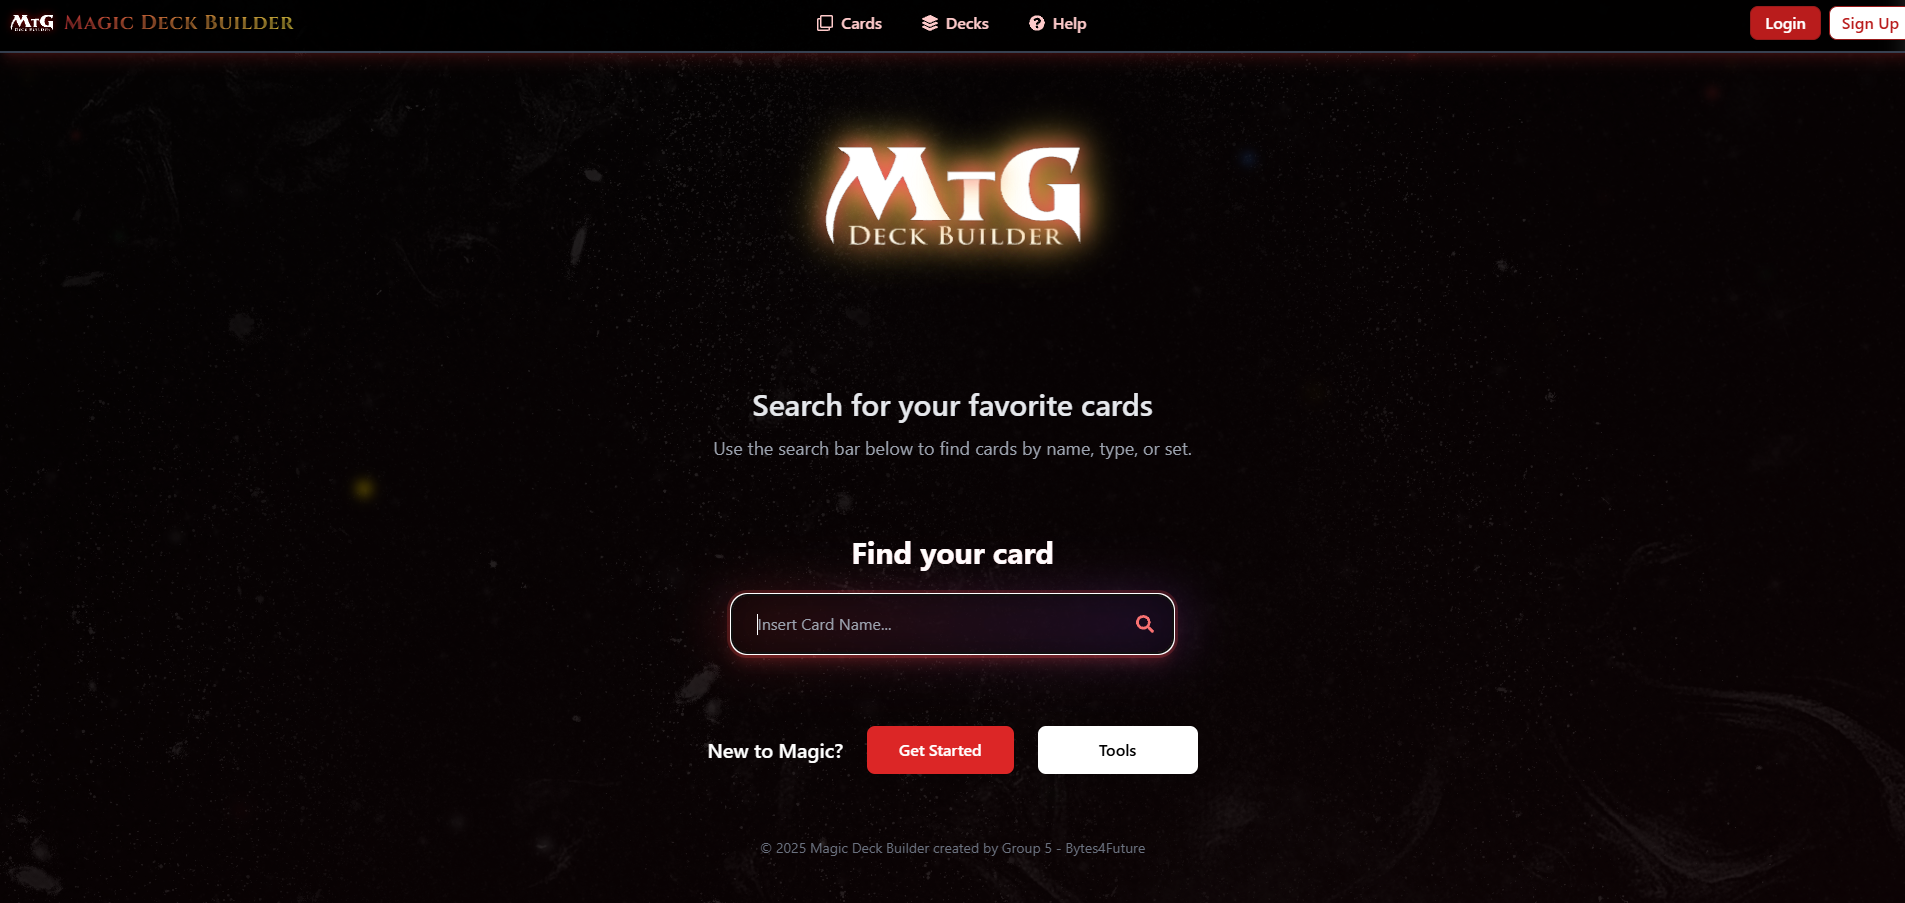 MTG DECK BUILDER MAGIC DECK BUILDER
Cards Decks Help
Login Sign Up
MTG
DECK BUILDER
Search for your favorite cards
Use the search bar below to find cards by name, type, or set.
Find your card
Insert Card Name...
New to Magic? Get Started Tools
© 2025 Magic Deck Builder created by Group 5 - Bytes4Future